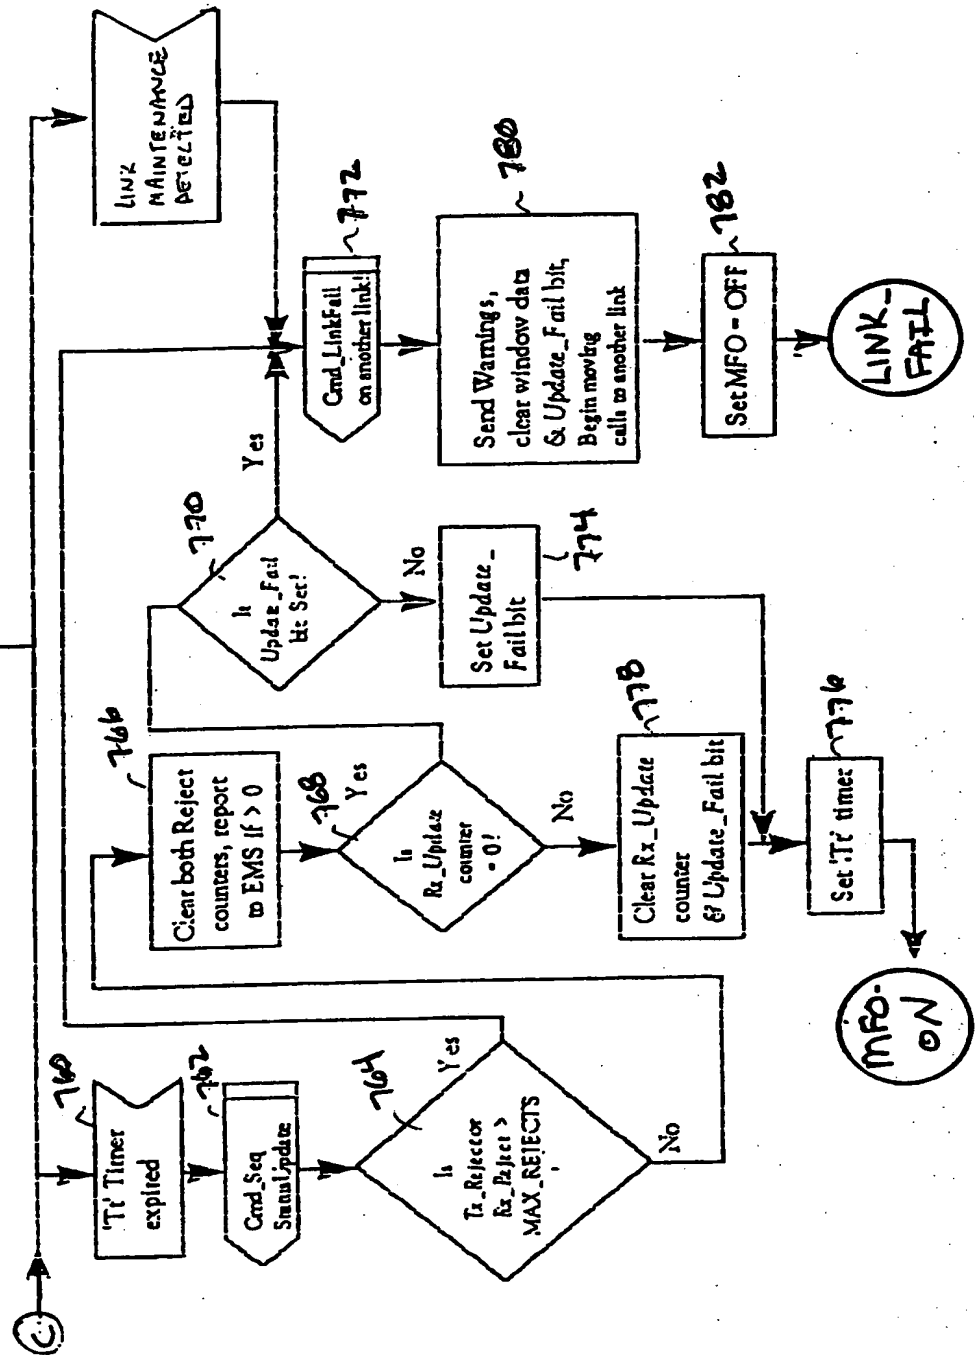 C
760
'Tt' Timer
expired
762
Cmd_Seq
StatusUpdate
764
Is
Tx_Reject or
Rx_Reject >
MAX_REJECTS
Yes
No
766
Clear both Reject
counters, report
to EMS if > 0
768
Is
Rx_Update
counter
= 0?
Yes
No
778
Clear Rx_Update
counter
& Update_Fail bit
776
Set 'Tt' timer
MFO-
ON
770
Is
Update_Fail
bit Set?
Yes
No
774
Set Update_
Fail bit
LINK
MAINTENANCE
DETECTED
772
Cmd_LinkFail
on another link!
780
Send Warnings,
clear window data
& Update_Fail bit,
Begin moving
calls to another link
782
Set MFO = OFF
LINK_
FAIL